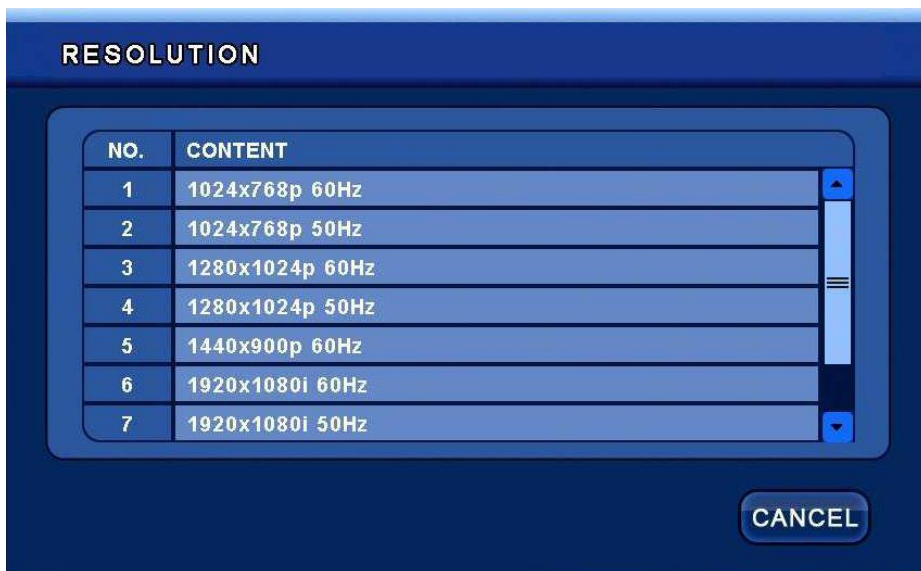 RESOLUTION
NO. CONTENT
1 1024x768p 60Hz
2 1024x768p 50Hz
3 1280x1024p 60Hz
4 1280x1024p 50Hz
5 1440x900p 60Hz
6 1920x1080i 60Hz
7 1920x1080i 50Hz
CANCEL